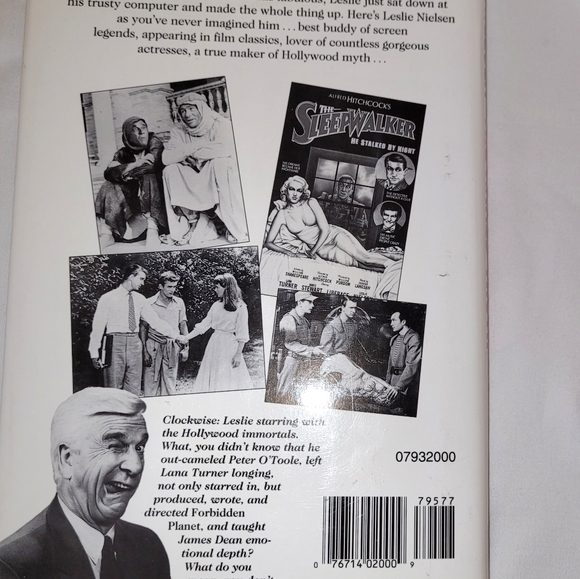 Leslie just sat down at
his trusty computer and made the whole thing up. Here's Leslie Nielsen
as you've never imagined him . . . best buddy of screen
legends, appearing in film classics, lover of countless gorgeous
actresses, a true maker of Hollywood myth . . .
ALFRED HITCHCOCK'S
THE
SLEEPWALKER
HE STALKED BY NIGHT
TURNER STEWART LIBERACE
Clockwise: Leslie starring with
the Hollywood immortals.
What, you didn't know that he
out-cameled Peter O'Toole, left
Lana Turner longing,
not only starred in, but
produced, wrote, and
directed Forbidden
Planet, and taught
James Dean emo-
tional depth?
What do you
07932000
79577
0 76714 02000 9